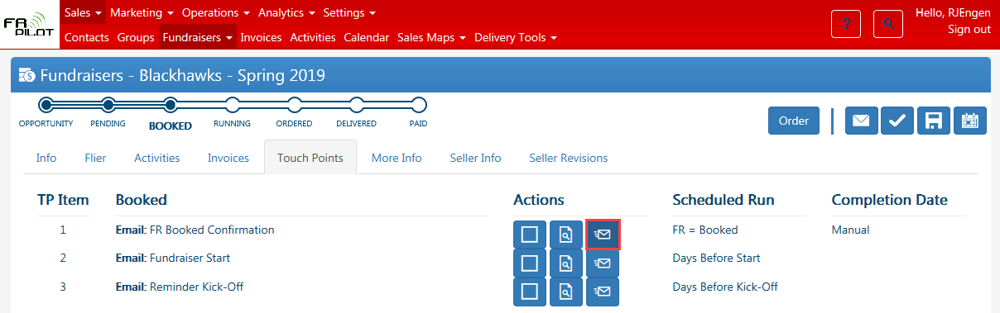 FR PILOT
Sales Marketing Operations Analytics Settings
Contacts Groups Fundraisers Invoices Activities Calendar Sales Maps Delivery Tools
?
Hello, RJEngen
Sign out
Fundraisers - Blackhawks - Spring 2019
OPPORTUNITY PENDING BOOKED RUNNING ORDERED DELIVERED PAID
Order
Info Flier Activities Invoices Touch Points More Info Seller Info Seller Revisions
TP Item Booked Actions Scheduled Run Completion Date
1 Email: FR Booked Confirmation FR = Booked Manual
2 Email: Fundraiser Start Days Before Start
3 Email: Reminder Kick-Off Days Before Kick-Off